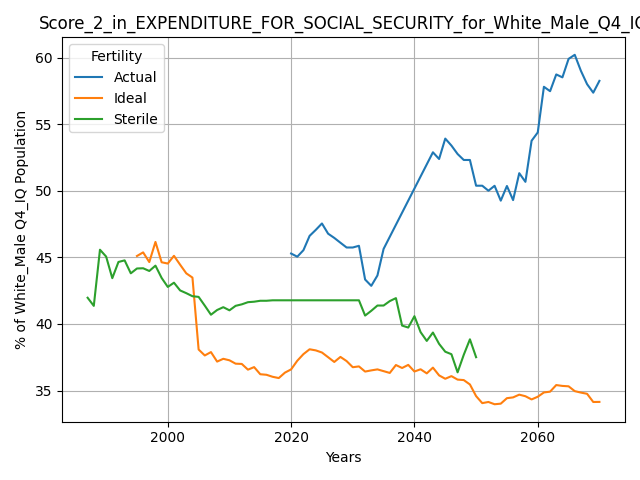 Score_2_in_EXPENDITURE_FOR_SOCIAL_SECURITY_for_White_Male_Q4_IQ
Fertility
Actual
Ideal
Sterile
% of White_Male Q4_IQ Population
60
55
50
45
40
35
2000
2020
2040
2060
Years